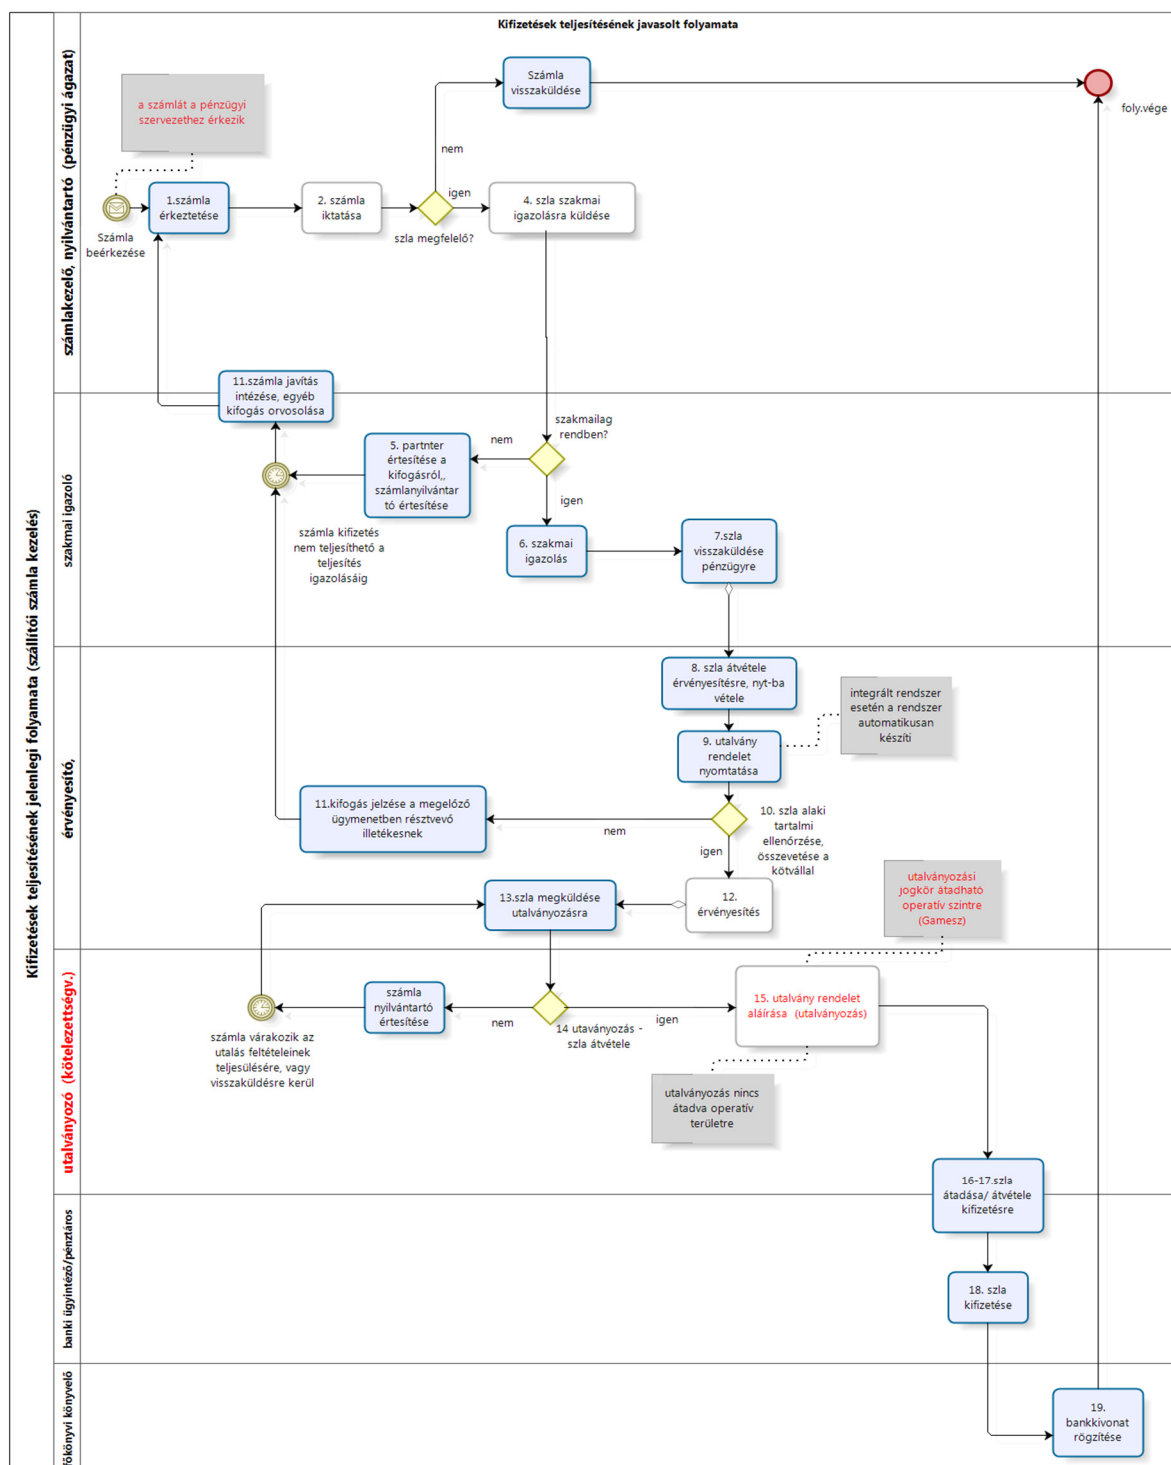 Kifizetések teljesítésének javasolt folyamata
Kifizetések teljesítésének jelenlegi folyamata (szállítói számla kezelés)
számlakezelő, nyilvántartó (pénzügyi ágazat)
a számlát a pénzügyi
szervezethez érkezik
Számla
visszaküldése
foly.vége
nem
igen
Számla
beérkezése
1.számla
érkeztetése
2. számla
iktatása
szla megfelelő?
4. szla szakmai
igazolásra küldése
11.számla javítás
intézése, egyéb
kifogás orvosolása
szakmai igazoló
szakmailag
rendben?
nem
igen
5. partnter
értesítése a
kifogásról,,
számlanyilvántar
tó értesítése
számla kifizetés
nem teljesíthető a
teljesítés
igazolásáig
6. szakmai
igazolás
7.szla
visszaküldése
pénzügyre
érvényesító,
8. szla átvétele
érvényesítésre, nyt-ba
vétele
integrált rendszer
esetén a rendszer
automatikusan
készíti
9. utalvány
rendelet
nyomtatása
11.kifogás jelzése a megelőző
ügymenetben résztvevő
illetékesnek
nem
igen
10. szla alaki
tartalmi
ellenőrzése,
összevetése a
kötvállal
13.szla megküldése
utalványozásra
12.
érvényesítés
utalványozási
jogkör átadható
operatív szintre
(Gamesz)
utalványozó (kötelezettségv.)
számla
nyilvántartó
értesítése
nem
igen
14 utaványozás -
szla átvétele
15. utalvány rendelet
aláírása (utalványozás)
számla várakozik az
utalás feltételeinek
teljesülésére, vagy
visszaküldésre kerül
utalványozás nincs
átadva operatív
területre
16-17.szla
átadása/ átvétele
kifizetésre
banki ügyintéző/pénztáros
18. szla
kifizetése
főkönyvi könyvelő
19.
bankkivonat
rögzítése